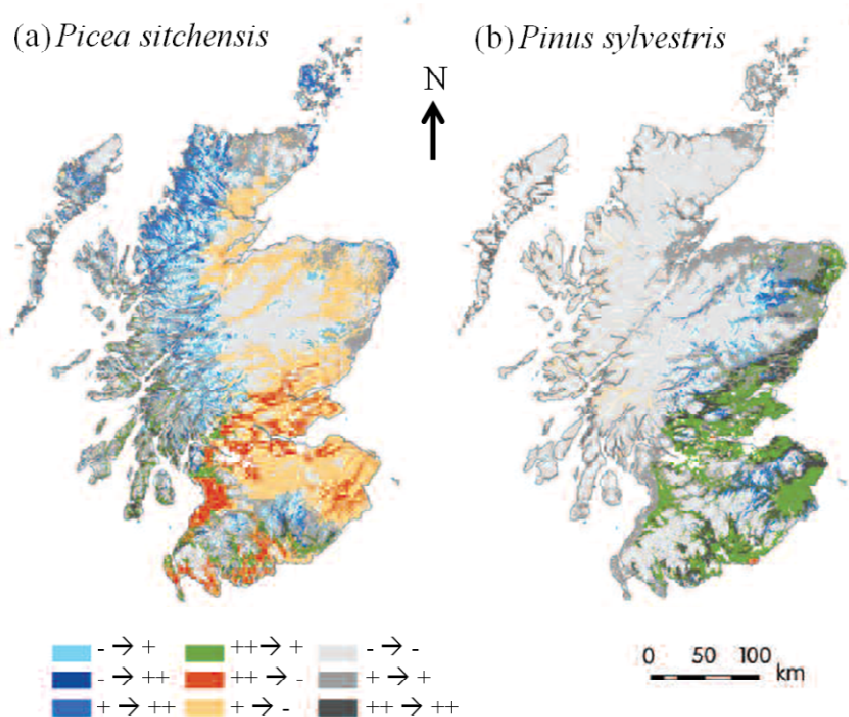 (a) Picea sitchensis
(b) Pinus sylvestris
N
- → +
++ → +
- → -
- → ++
++ → -
+ → +
+ → ++
+ → -
++ → ++
0 50 100
km